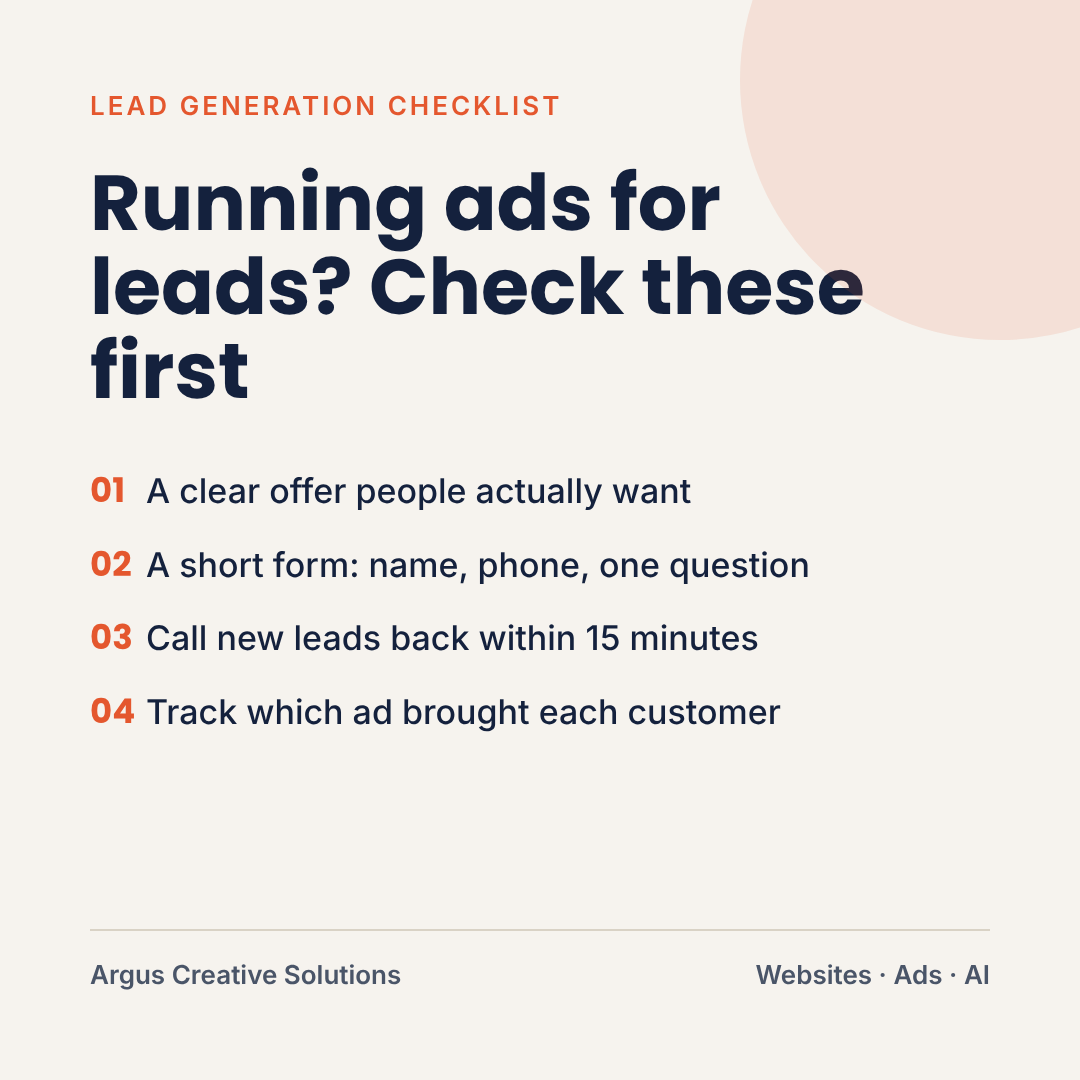 LEAD GENERATION CHECKLIST
Running ads for
leads? Check these
first
01 A clear offer people actually want
02 A short form: name, phone, one question
03 Call new leads back within 15 minutes
04 Track which ad brought each customer
Argus Creative Solutions
Websites · Ads · AI